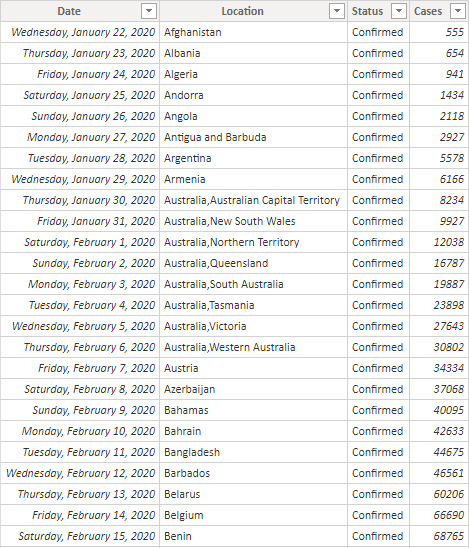 Date Location Status Cases
Wednesday, January 22, 2020 Afghanistan Confirmed 555
Thursday, January 23, 2020 Albania Confirmed 654
Friday, January 24, 2020 Algeria Confirmed 941
Saturday, January 25, 2020 Andorra Confirmed 1434
Sunday, January 26, 2020 Angola Confirmed 2118
Monday, January 27, 2020 Antigua and Barbuda Confirmed 2927
Tuesday, January 28, 2020 Argentina Confirmed 5578
Wednesday, January 29, 2020 Armenia Confirmed 6166
Thursday, January 30, 2020 Australia,Australian Capital Territory Confirmed 8234
Friday, January 31, 2020 Australia,New South Wales Confirmed 9927
Saturday, February 1, 2020 Australia,Northern Territory Confirmed 12038
Sunday, February 2, 2020 Australia,Queensland Confirmed 16787
Monday, February 3, 2020 Australia,South Australia Confirmed 19887
Tuesday, February 4, 2020 Australia,Tasmania Confirmed 23898
Wednesday, February 5, 2020 Australia,Victoria Confirmed 27643
Thursday, February 6, 2020 Australia,Western Australia Confirmed 30802
Friday, February 7, 2020 Austria Confirmed 34334
Saturday, February 8, 2020 Azerbaijan Confirmed 37068
Sunday, February 9, 2020 Bahamas Confirmed 40095
Monday, February 10, 2020 Bahrain Confirmed 42633
Tuesday, February 11, 2020 Bangladesh Confirmed 44675
Wednesday, February 12, 2020 Barbados Confirmed 46561
Thursday, February 13, 2020 Belarus Confirmed 60206
Friday, February 14, 2020 Belgium Confirmed 66690
Saturday, February 15, 2020 Benin Confirmed 68765